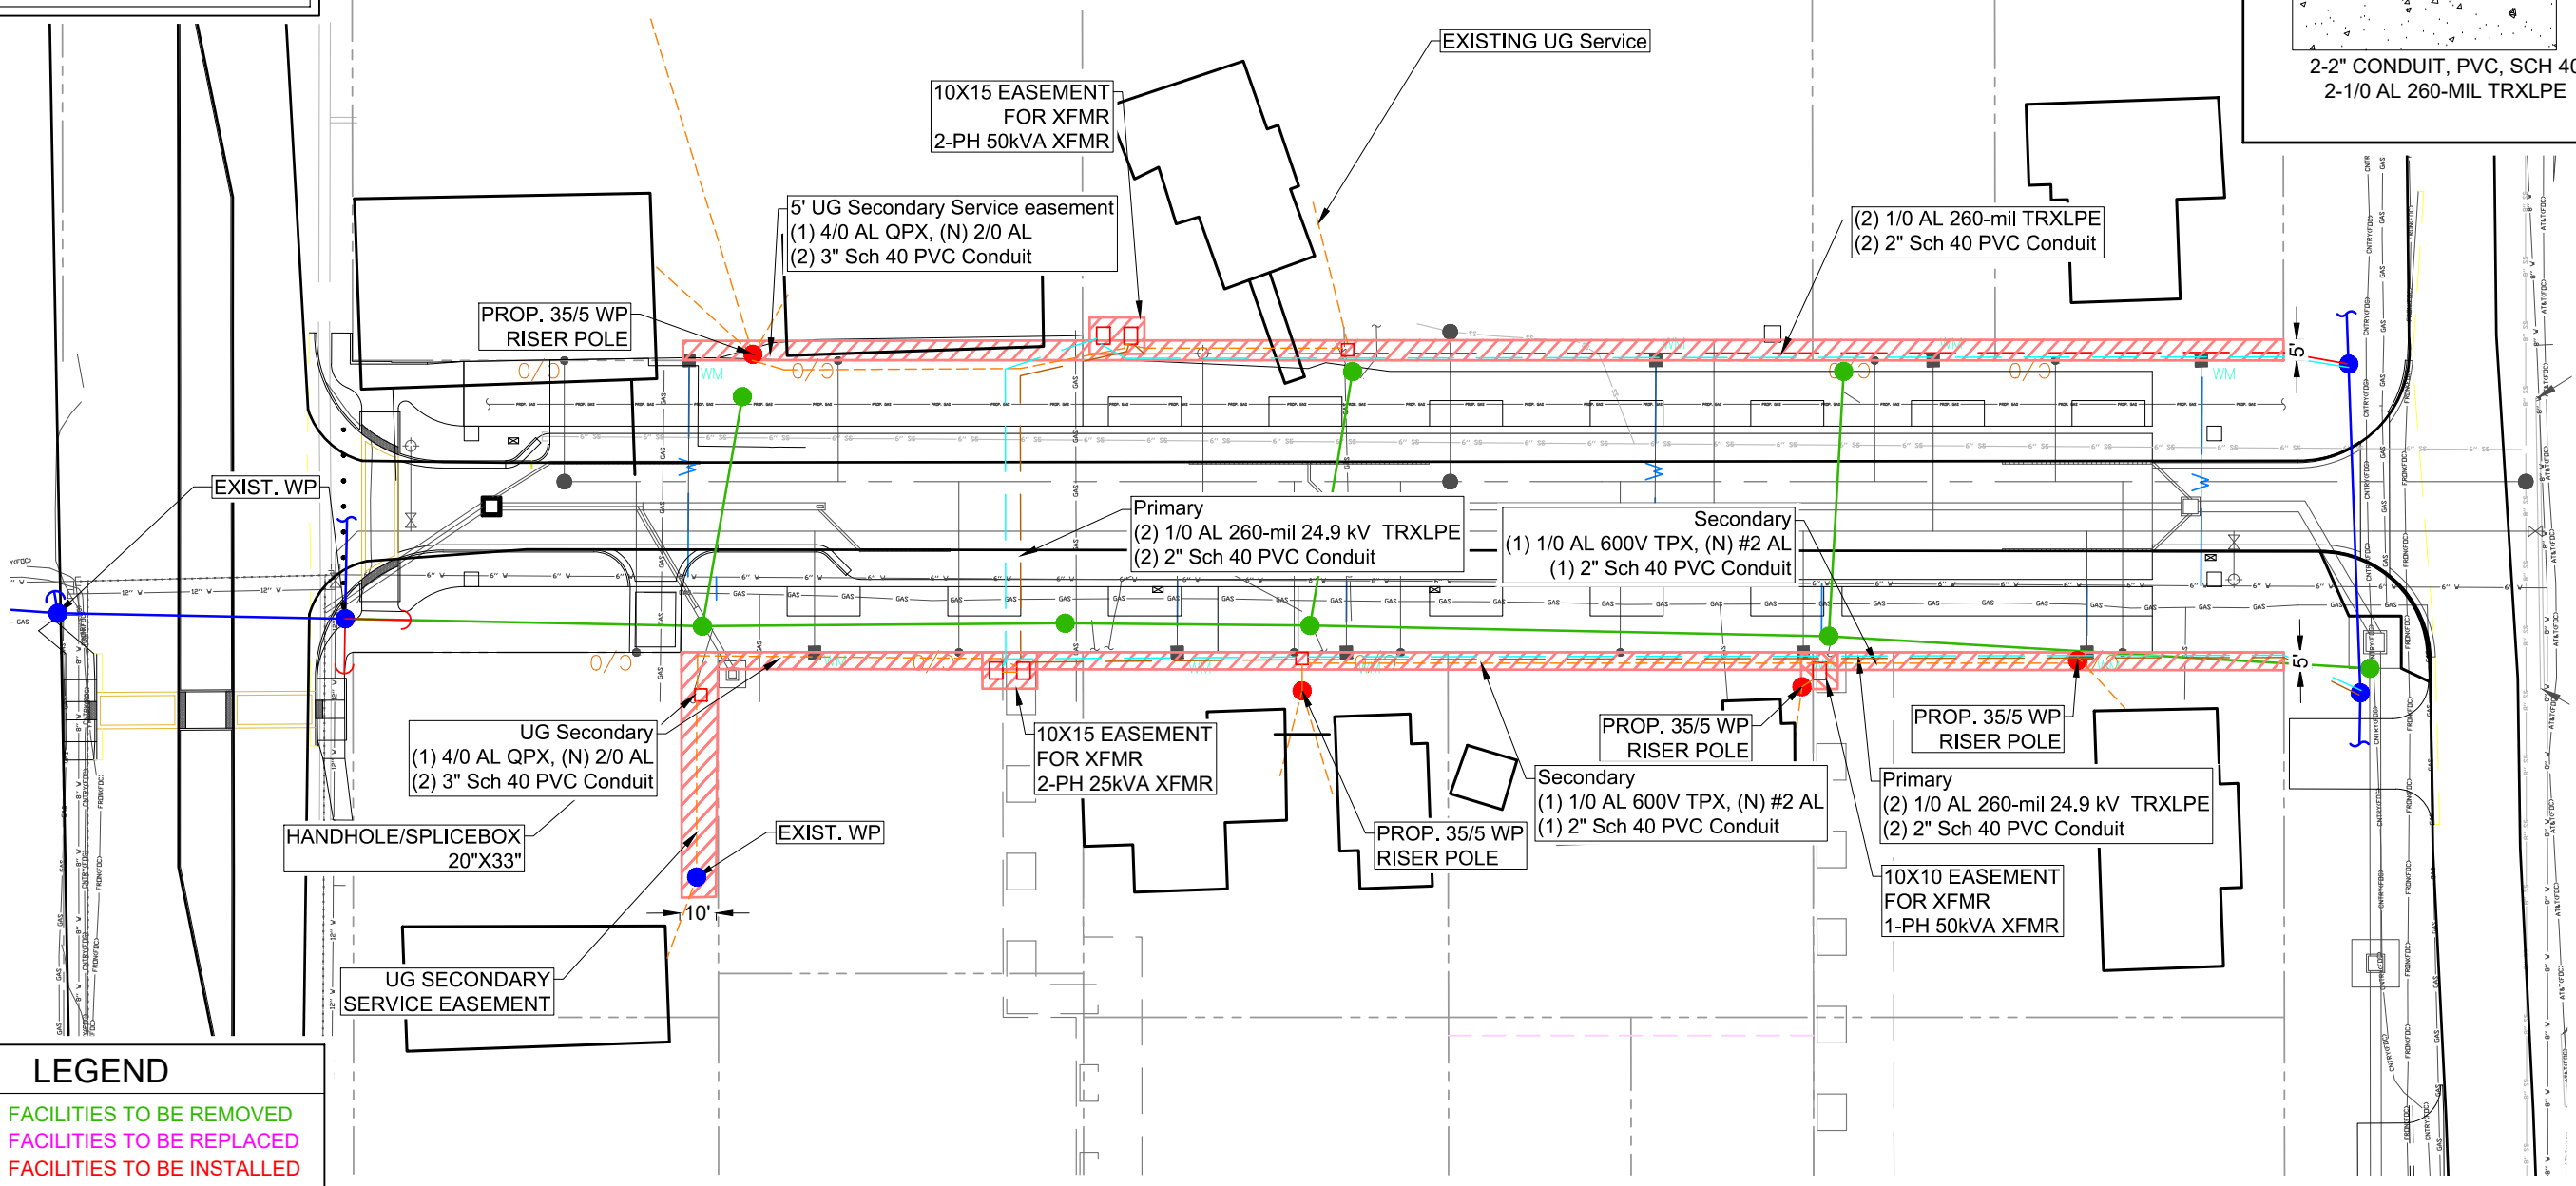 EXISTING UG Service
2-2" CONDUIT, PVC, SCH 40
2-1/0 AL 260-MIL TRXLPE
10X15 EASEMENT
FOR XFMR
2-PH 50kVA XFMR
5' UG Secondary Service easement
(1) 4/0 AL QPX, (N) 2/0 AL
(2) 3" Sch 40 PVC Conduit
(2) 1/0 AL 260-mil TRXLPE
(2) 2" Sch 40 PVC Conduit
PROP. 35/5 WP
RISER POLE
5'
C/O
C/O
C/O
C/O
WM
WM
WM
WM
EXIST. WP
Primary
(2) 1/0 AL 260-mil 24.9 kV TRXLPE
(2) 2" Sch 40 PVC Conduit
Secondary
(1) 1/0 AL 600V TPX, (N) #2 AL
(1) 2" Sch 40 PVC Conduit
5'
C/O
C/O
WM
UG Secondary
(1) 4/0 AL QPX, (N) 2/0 AL
(2) 3" Sch 40 PVC Conduit
10X15 EASEMENT
FOR XFMR
2-PH 25kVA XFMR
PROP. 35/5 WP
RISER POLE
PROP. 35/5 WP
RISER POLE
Secondary
(1) 1/0 AL 600V TPX, (N) #2 AL
(1) 2" Sch 40 PVC Conduit
Primary
(2) 1/0 AL 260-mil 24.9 kV TRXLPE
(2) 2" Sch 40 PVC Conduit
HANDHOLE/SPLICEBOX
20"X33"
EXIST. WP
PROP. 35/5 WP
RISER POLE
10X10 EASEMENT
FOR XFMR
1-PH 50kVA XFMR
10'
UG SECONDARY
SERVICE EASEMENT
LEGEND
FACILITIES TO BE REMOVED
FACILITIES TO BE REPLACED
FACILITIES TO BE INSTALLED